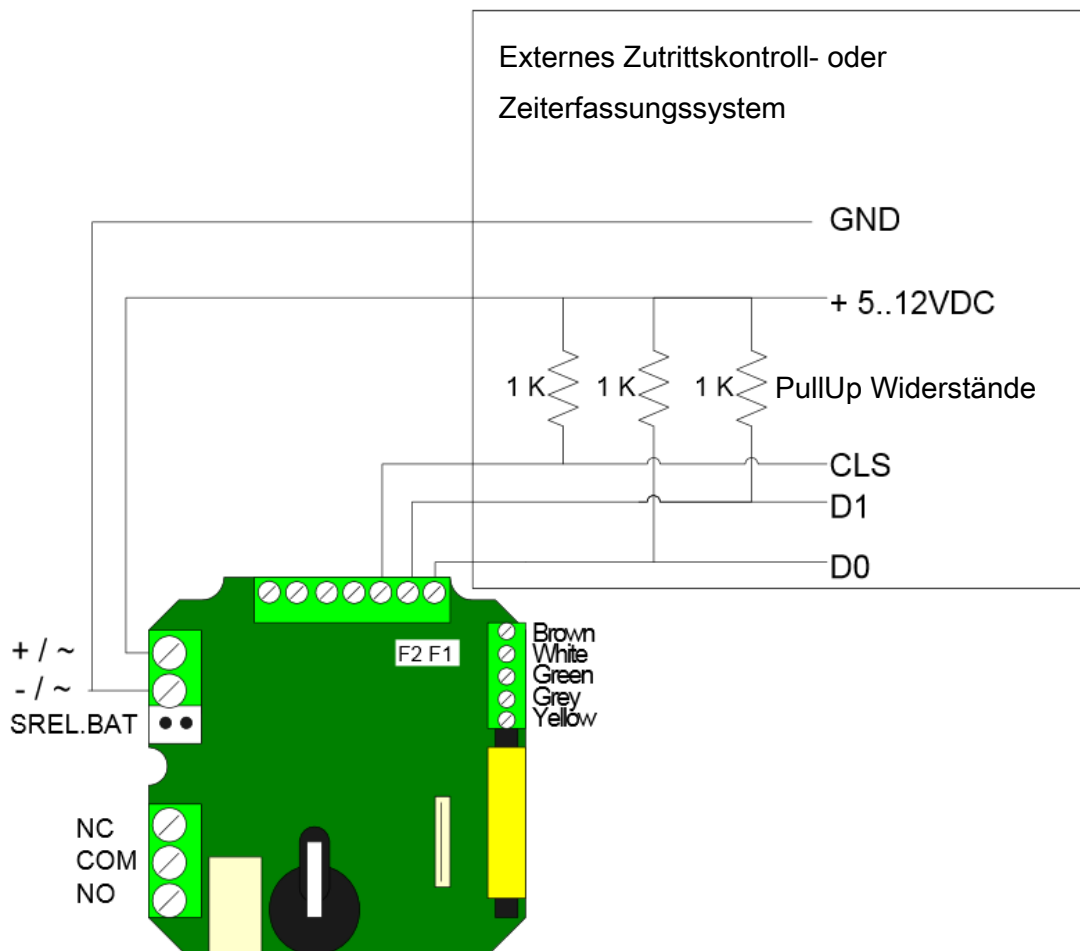 Externes Zutrittskontroll- oder
Zeiterfassungssystem
GND
+ 5..12VDC
1 K 1 K 1 K PullUp Widerstände
CLS
D1
D0
F2 F1
Brown
White
Green
Grey
Yellow
+ / ~
- / ~
SREL.BAT
NC
COM
NO